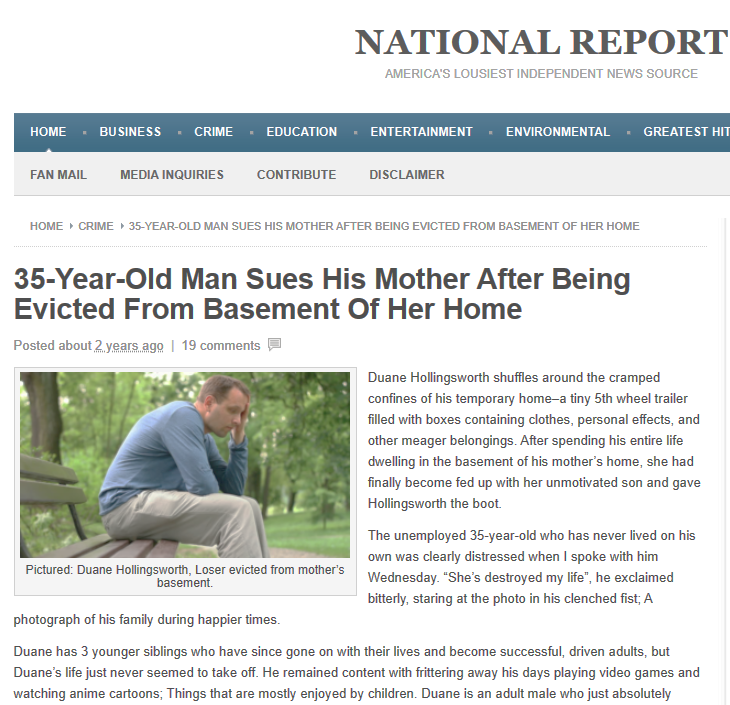 NATIONAL REPORT
AMERICA'S LOUSIEST INDEPENDENT NEWS SOURCE
HOME BUSINESS CRIME EDUCATION ENTERTAINMENT ENVIRONMENTAL GREATEST HIT
FAN MAIL MEDIA INQUIRIES CONTRIBUTE DISCLAIMER
HOME CRIME 35-YEAR-OLD MAN SUES HIS MOTHER AFTER BEING EVICTED FROM BASEMENT OF HER HOME
35-Year-Old Man Sues His Mother After Being
Evicted From Basement Of Her Home
Posted about 2 years ago | 19 comments
Pictured: Duane Hollingsworth, Loser evicted from mother's
basement.
Duane Hollingsworth shuffles around the cramped
confines of his temporary home–a tiny 5th wheel trailer
filled with boxes containing clothes, personal effects, and
other meager belongings. After spending his entire life
dwelling in the basement of his mother's home, she had
finally become fed up with her unmotivated son and gave
Hollingsworth the boot.
The unemployed 35-year-old who has never lived on his
own was clearly distressed when I spoke with him
Wednesday. “She's destroyed my life”, he exclaimed
bitterly, staring at the photo in his clenched fist; A
photograph of his family during happier times.
Duane has 3 younger siblings who have since gone on with their lives and become successful, driven adults, but
Duane's life just never seemed to take off. He remained content with frittering away his days playing video games and
watching anime cartoons; Things that are mostly enjoyed by children. Duane is an adult male who just absolutely